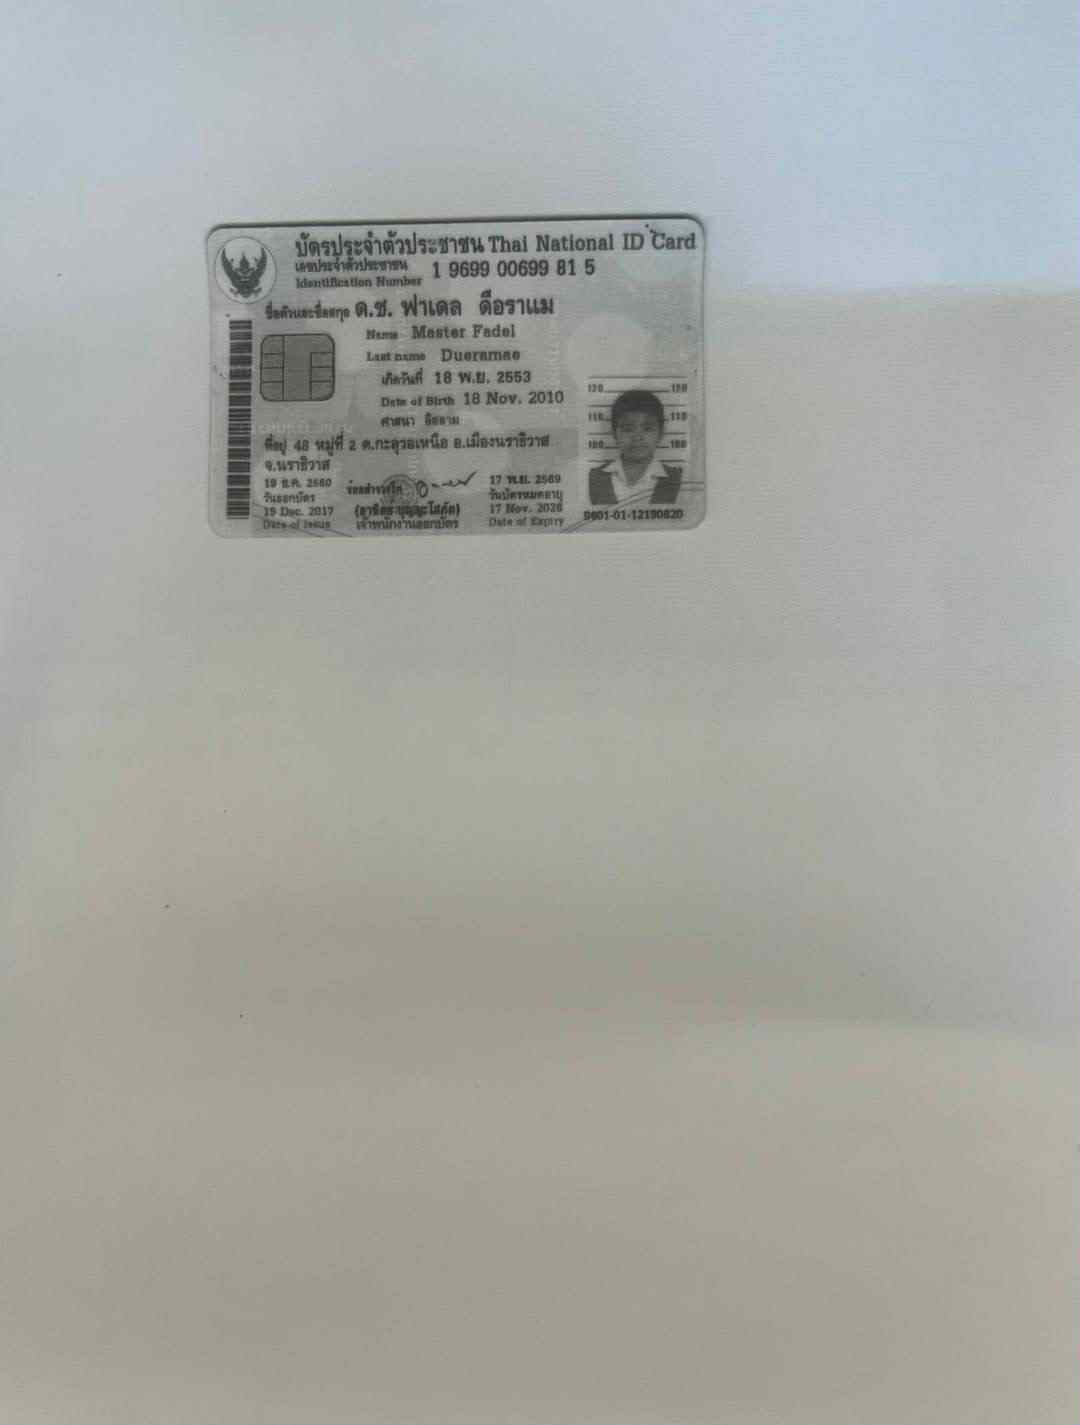 บัตรประจำตัวประชาชน Thai National ID Card
เลขประจำตัวประชาชน 1 9699 00699 81 5
Identification Number
ชื่อตัวและชื่อสกุล ด.ช. ฟาเดล ดือราแม
Name Master Fadel
Last name Dueramae
เกิดวันที่ 18 พ.ย. 2553
Date of Birth 18 Nov. 2010
ศาสนา อิสลาม
ที่อยู่ 48 หมู่ที่ 2 ต.กะลุวอเหนือ อ.เมืองนราธิวาส
จ.นราธิวาส
19 ธ.ค. 2560
วันออกบัตร
19 Dec. 2017
Date of Issue
เจ้าพนักงานออกบัตร
17 พ.ย. 2569
วันบัตรหมดอายุ
17 Nov. 2026
Date of Expiry
120 120
110 110
100 100
9601-01-12190820